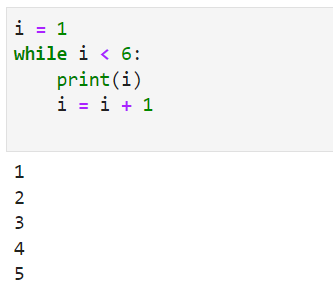 i = 1
while i < 6:
    print(i)
    i = i + 1
1
2
3
4
5